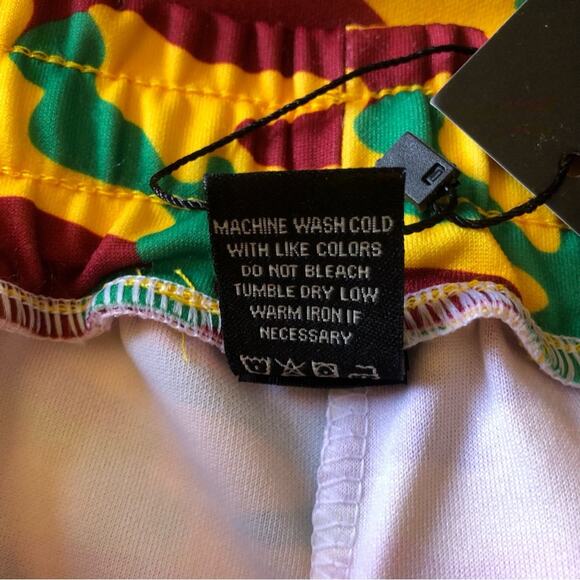 MACHINE WASH COLD
WITH LIKE COLORS
DO NOT BLEACH
TUMBLE DRY LOW
WARM IRON IF
NECESSARY